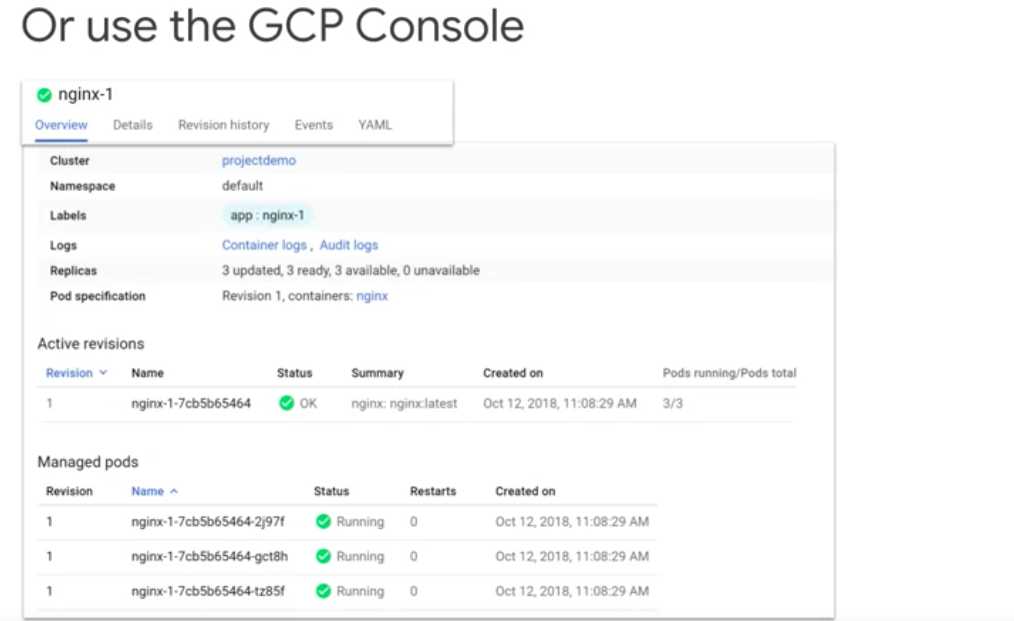 Or use the GCP Console
nginx-1
Overview Details Revision history Events YAML
Cluster projectdemo
Namespace default
Labels app : nginx-1
Logs Container logs , Audit logs
Replicas 3 updated, 3 ready, 3 available, 0 unavailable
Pod specification Revision 1, containers: nginx
Active revisions
Revision Name Status Summary Created on Pods running/Pods total
1 nginx-1-7cb5b65464 OK nginx: nginx:latest Oct 12, 2018, 11:08:29 AM 3/3
Managed pods
Revision Name Status Restarts Created on
1 nginx-1-7cb5b65464-2j97f Running 0 Oct 12, 2018, 11:08:29 AM
1 nginx-1-7cb5b65464-gct8h Running 0 Oct 12, 2018, 11:08:29 AM
1 nginx-1-7cb5b65464-tz85f Running 0 Oct 12, 2018, 11:08:29 AM